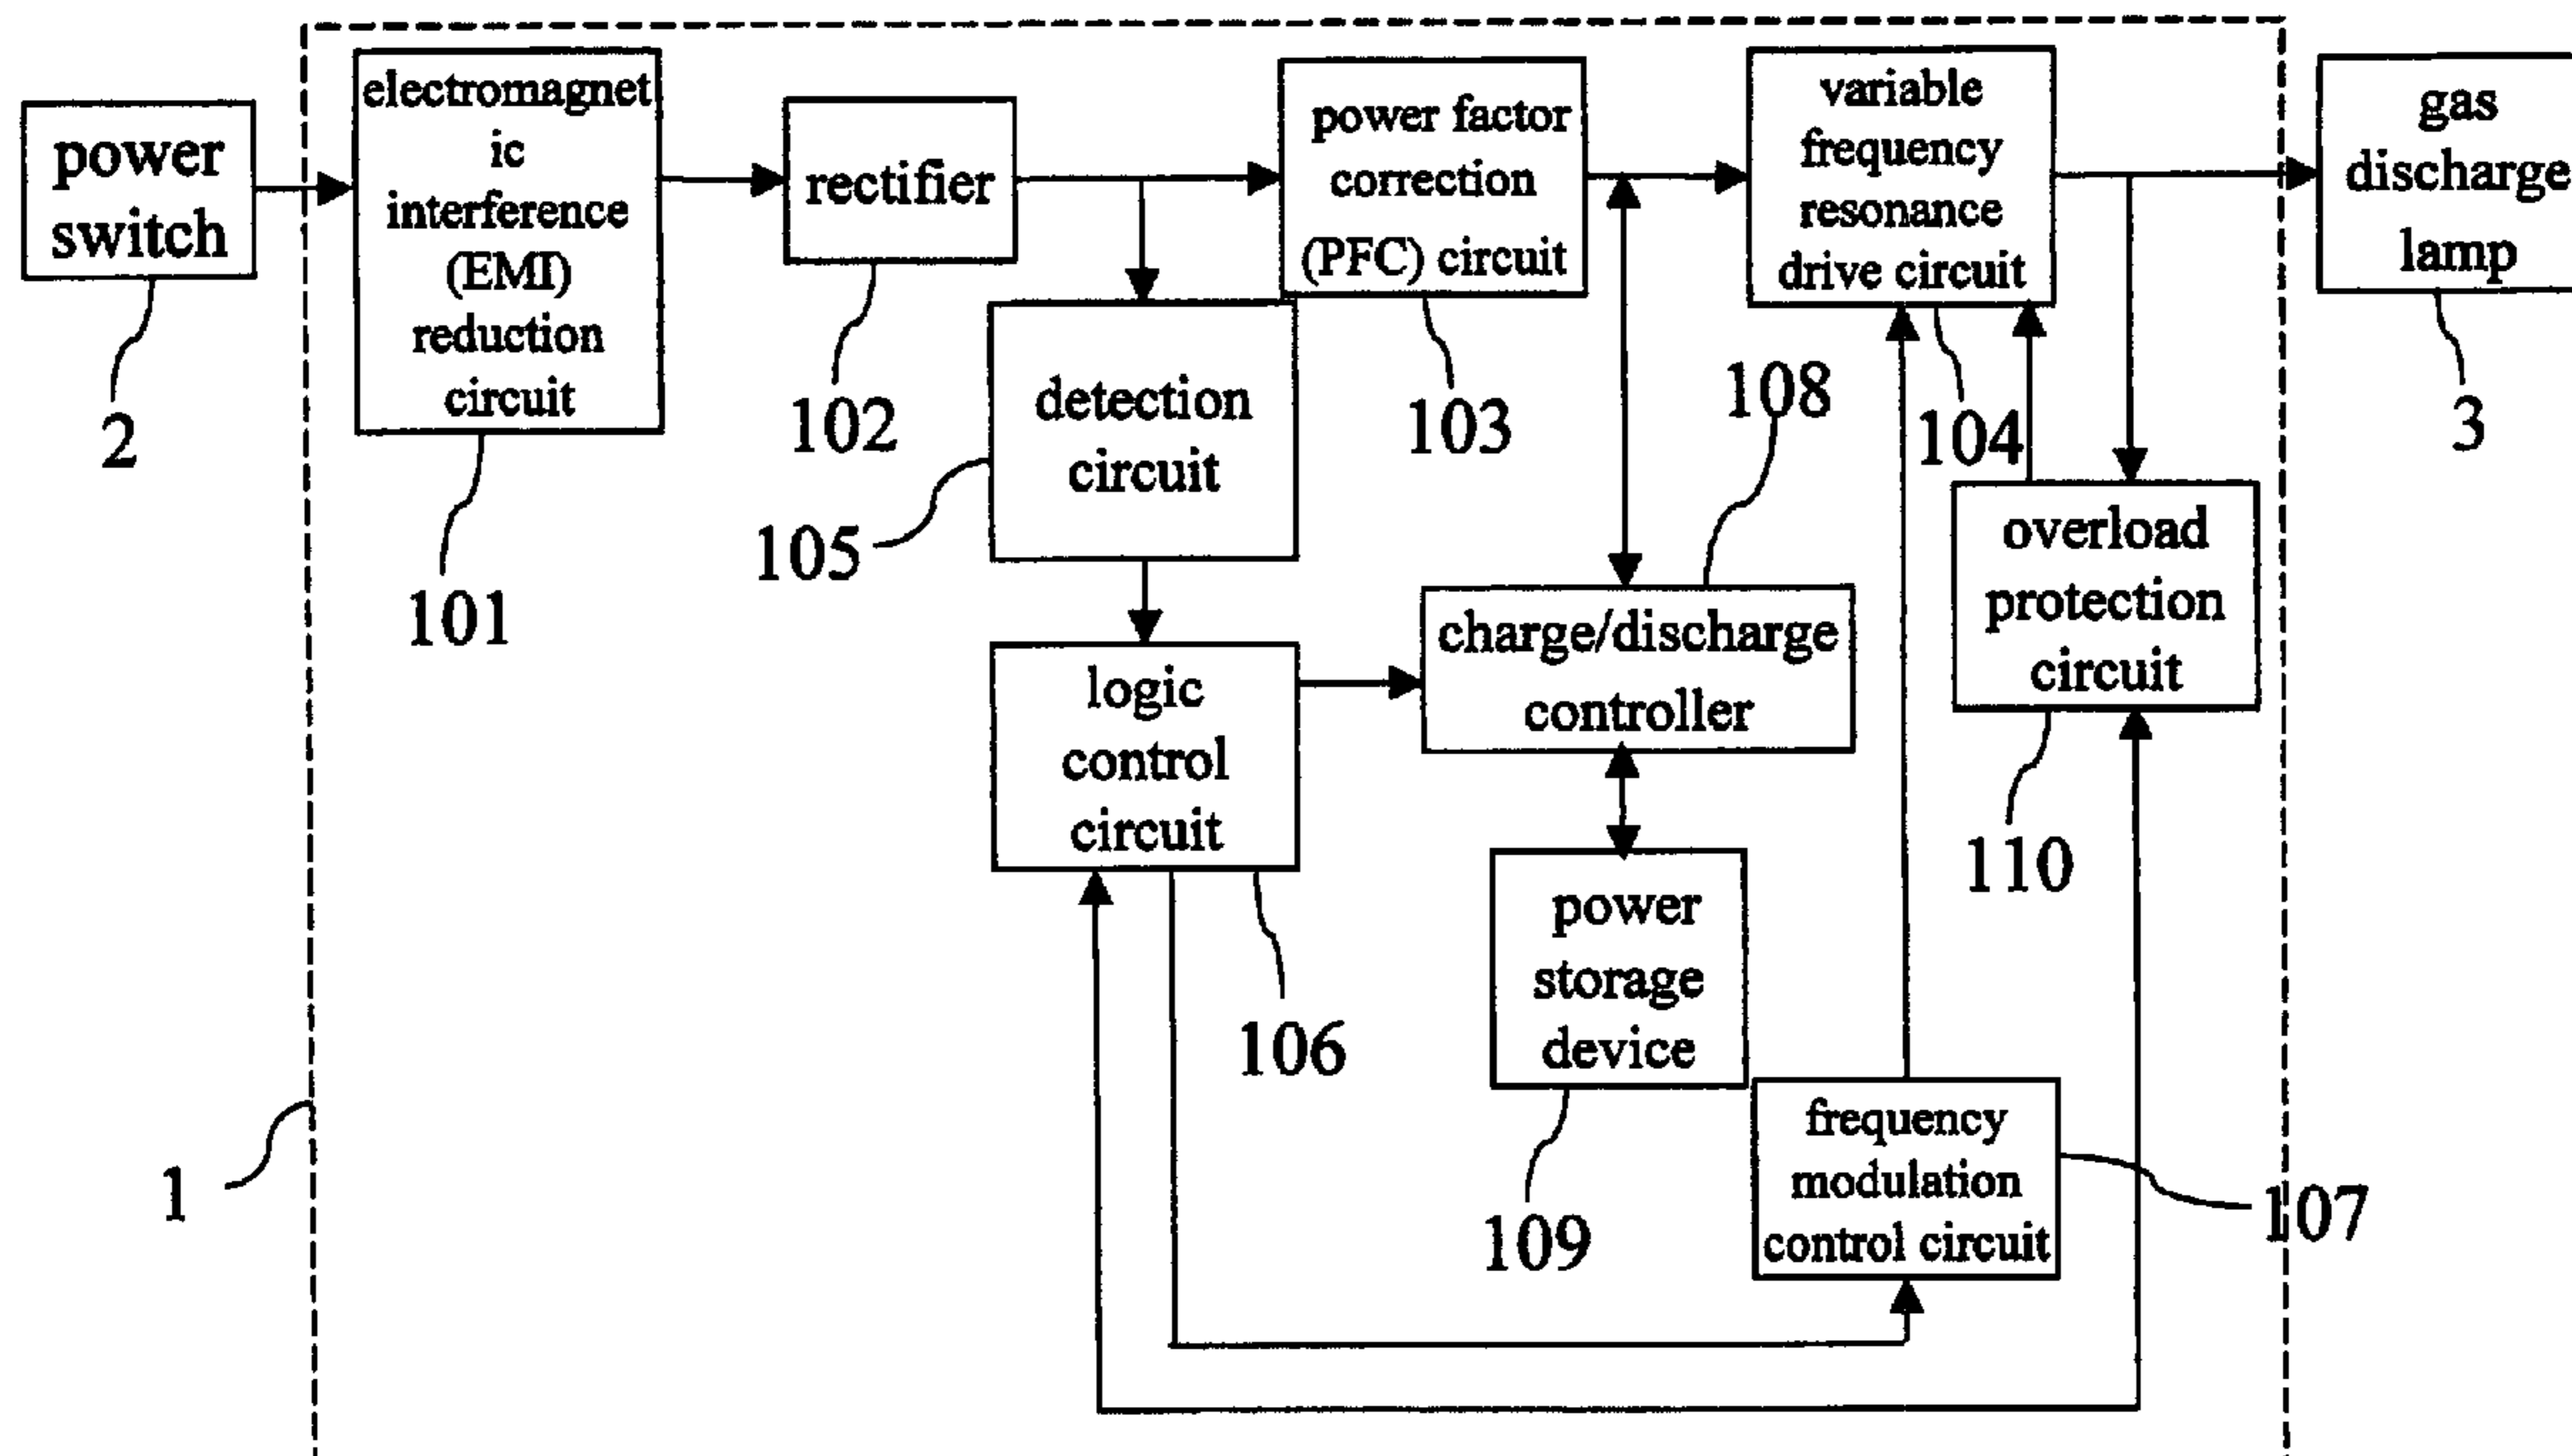 power
switch
2
electromagnet
ic
interference
(EMI)
reduction
circuit
101
rectifier
102
power factor
correction
(PFC) circuit
103
variable
frequency
resonance
drive circuit
104
gas
discharge
lamp
3
detection
circuit
105
108
charge/discharge
controller
overload
protection
circuit
110
logic
control
circuit
106
power
storage
device
109
frequency
modulation
control circuit
107
1